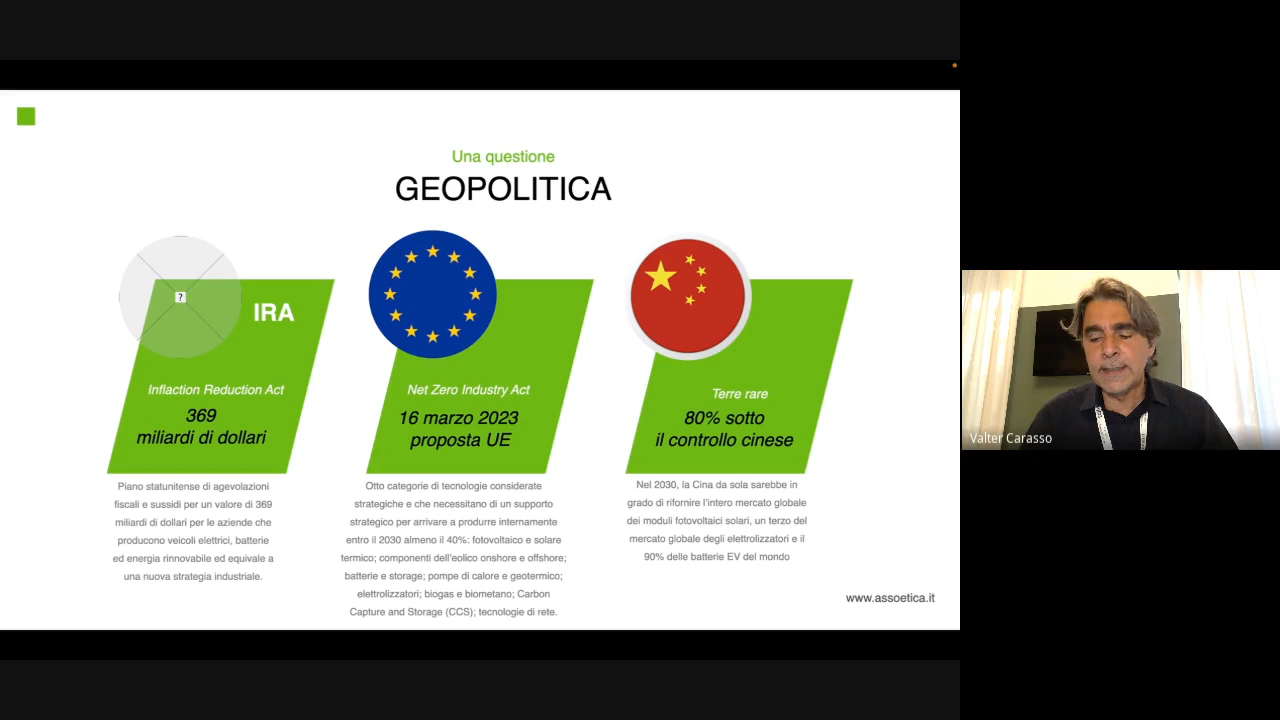 Una questione
GEOPOLITICA
?
IRA
Inflaction Reduction Act
369
miliardi di dollari
Piano statunitense di agevolazioni
fiscali e sussidi per un valore di 369
miliardi di dollari per le aziende che
producono veicoli elettrici, batterie
ed energia rinnovabile ed equivale a
una nuova strategia industriale.
Net Zero Industry Act
16 marzo 2023
proposta UE
Otto categorie di tecnologie considerate
strategiche e che necessitano di un supporto
strategico per arrivare a produrre internamente
entro il 2030 almeno il 40%: fotovoltaico e solare
termico; componenti dell'eolico onshore e offshore;
batterie e storage; pompe di calore e geotermico;
elettrolizzatori; biogas e biometano; Carbon
Capture and Storage (CCS); tecnologie di rete.
Terre rare
80% sotto
il controllo cinese
Nel 2030, la Cina da sola sarebbe in
grado di rifornire l'intero mercato globale
dei moduli fotovoltaici solari, un terzo del
mercato globale degli elettrolizzatori e il
90% delle batterie EV del mondo
www.assoetica.it
Valter Carasso